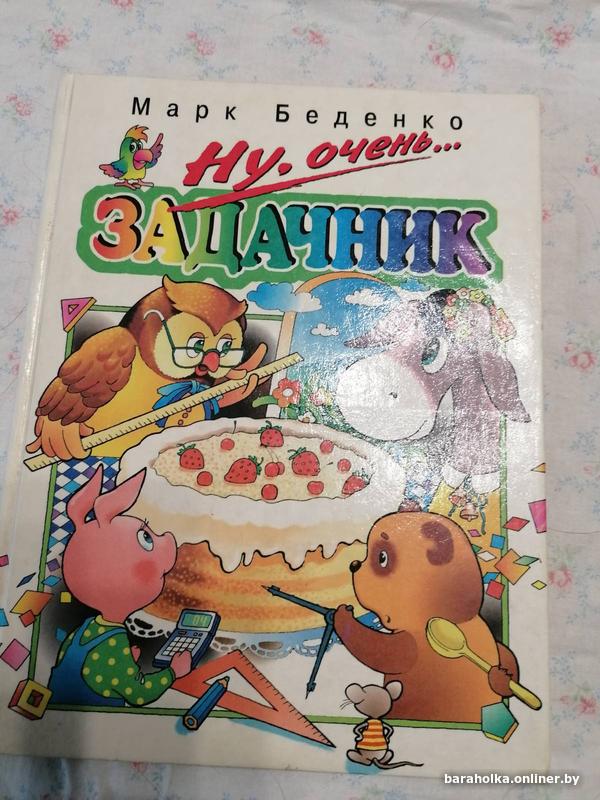 Марк Беденко
Ну, очень...
ЗАДАЧНИК
baraholka.onliner.by